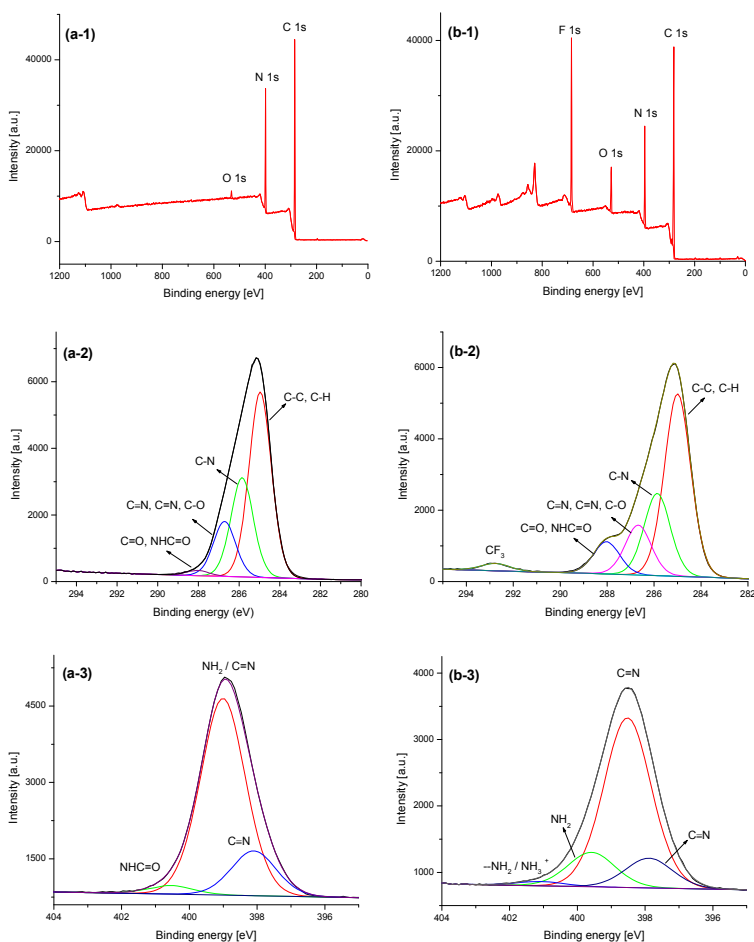 (a-1)
C 1s
N 1s
O 1s
40000
20000
0
Intensity [a.u.]
1200 1000 800 600 400 200 0
Binding energy [eV]
(b-1)
F 1s
C 1s
N 1s
O 1s
40000
30000
20000
10000
0
Intensity [a.u.]
1200 1000 800 600 400 200 0
Binding energy [eV]
(a-2)
C-C, C-H
C-N
C≡N, C=N, C-O
C=O, NHC=O
6000
4000
2000
0
Intensity [a.u.]
294 292 290 288 286 284 282 280
Binding energy (eV)
(b-2)
C-C, C-H
C-N
C≡N, C=N, C-O
C=O, NHC=O
CF3
6000
4000
2000
0
Intensity [a.u.]
294 292 290 288 286 284 282
Binding energy [eV]
(a-3)
NH2 / C=N
C≡N
NHC=O
4500
3000
1500
Intensity [a.u.]
404 402 400 398 396
Binding energy [eV]
(b-3)
C=N
NH2
C≡N
--NH2 / NH3+
4000
3000
2000
1000
Intensity [a.u.]
404 402 400 398 396
Binding energy [eV]